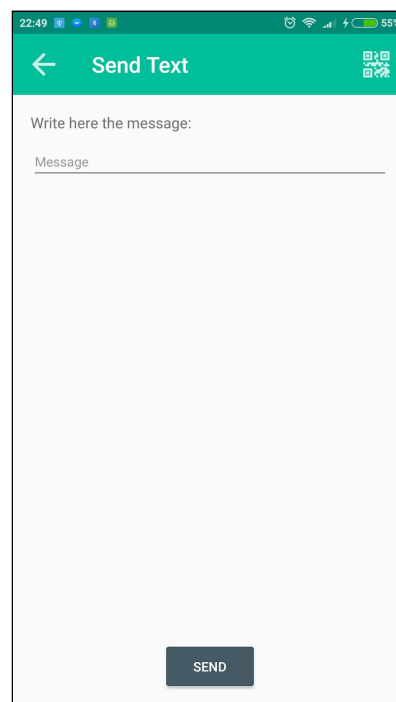 22:49 55%
Send Text
Write here the message:
Message
SEND